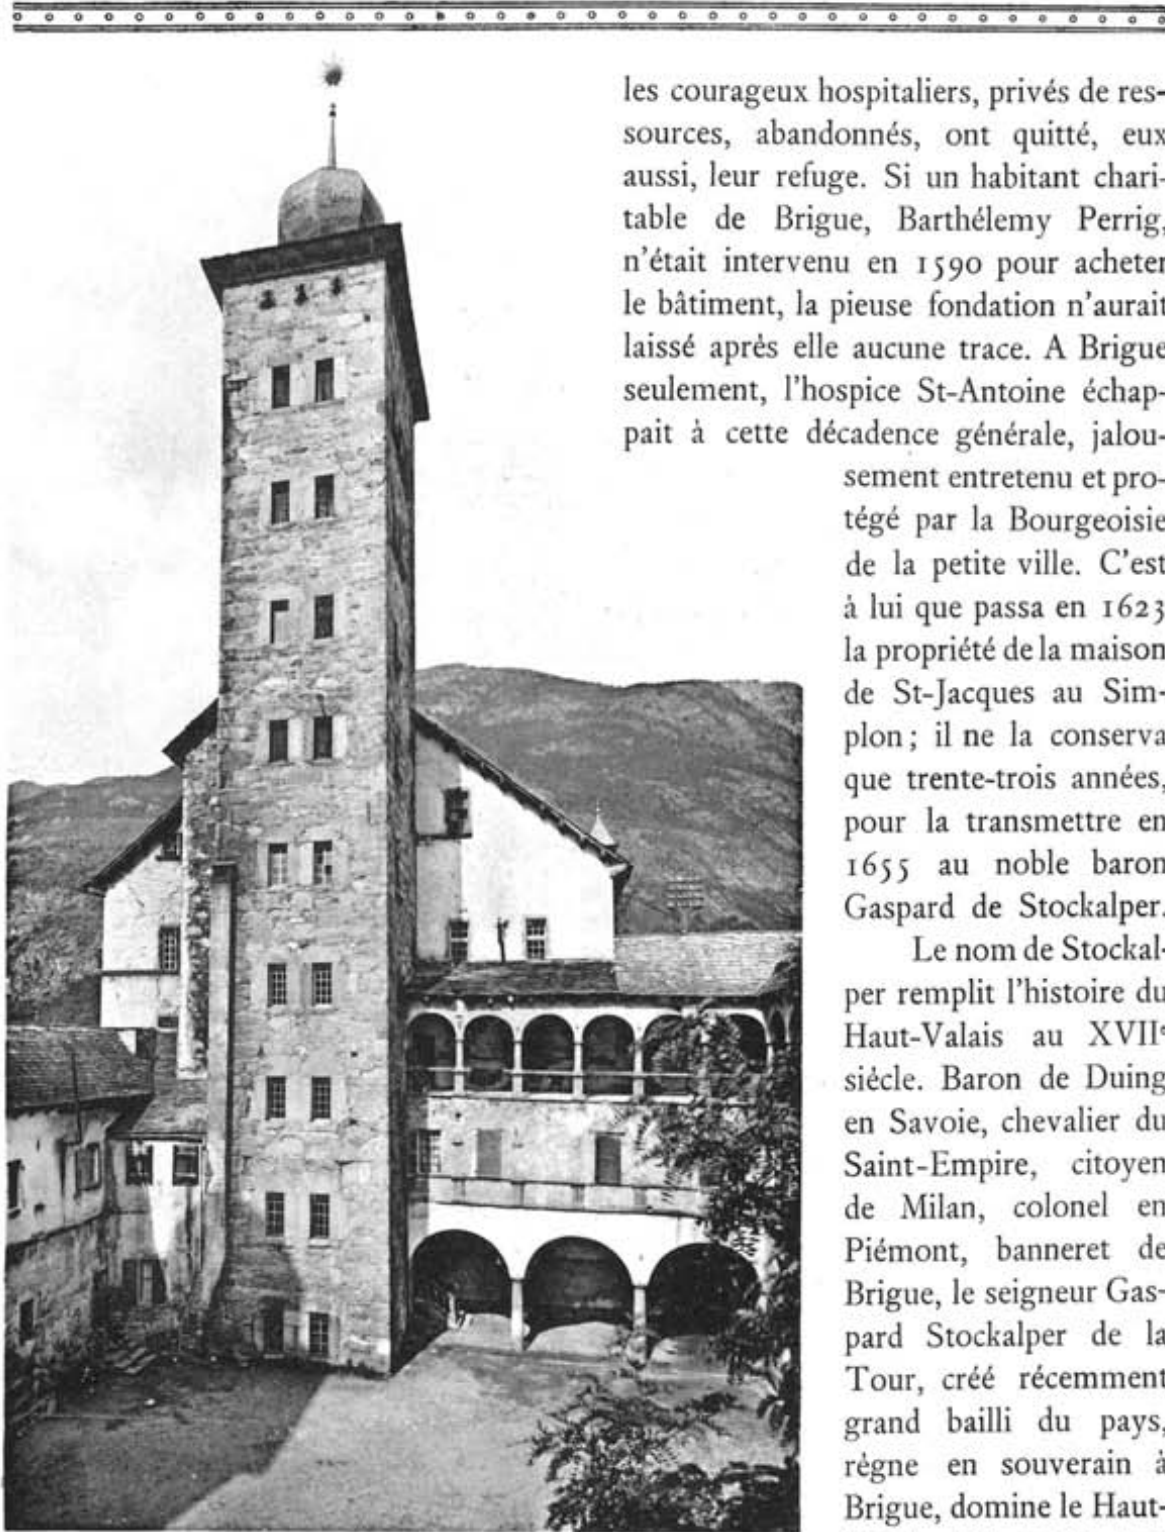 les courageux hospitaliers, privés de res-
sources, abandonnés, ont quitté, eux
aussi, leur refuge. Si un habitant chari-
table de Brigue, Barthélemy Perrig,
n'était intervenu en 1590 pour acheter
le bâtiment, la pieuse fondation n'aurait
laissé après elle aucune trace. A Brigue
seulement, l'hospice St-Antoine échap-
pait à cette décadence générale, jalou-
sement entretenu et pro-
tégé par la Bourgeoisie
de la petite ville. C'est
à lui que passa en 1623
la propriété de la maison
de St-Jacques au Sim-
plon; il ne la conserva
que trente-trois années,
pour la transmettre en
1655 au noble baron
Gaspard de Stockalper.
Le nom de Stockal-
per remplit l'histoire du
Haut-Valais au XVIIe
siècle. Baron de Duing
en Savoie, chevalier du
Saint-Empire, citoyen
de Milan, colonel en
Piémont, banneret de
Brigue, le seigneur Gas-
pard Stockalper de la
Tour, créé récemment
grand bailli du pays,
règne en souverain à
Brigue, domine le Haut-